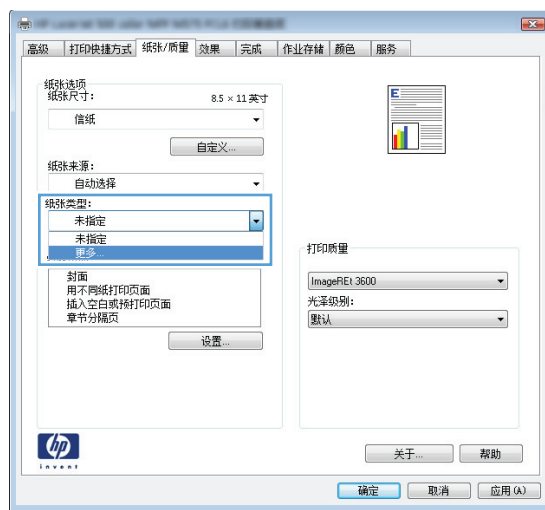 高级 打印快捷方式 纸张/质量 效果 完成 作业存储 颜色 服务
纸张选项
纸张尺寸: 8.5 × 11 英寸
信纸
自定义...
纸张来源:
自动选择
纸张类型:
未指定
未指定
更多...
封面
用不同纸打印页面
插入空白或预打印页面
章节分隔页
设置...
E
打印质量
ImageREt 3600
光泽级别:
默认
hp
invent
关于... 帮助
确定 取消 应用(A)